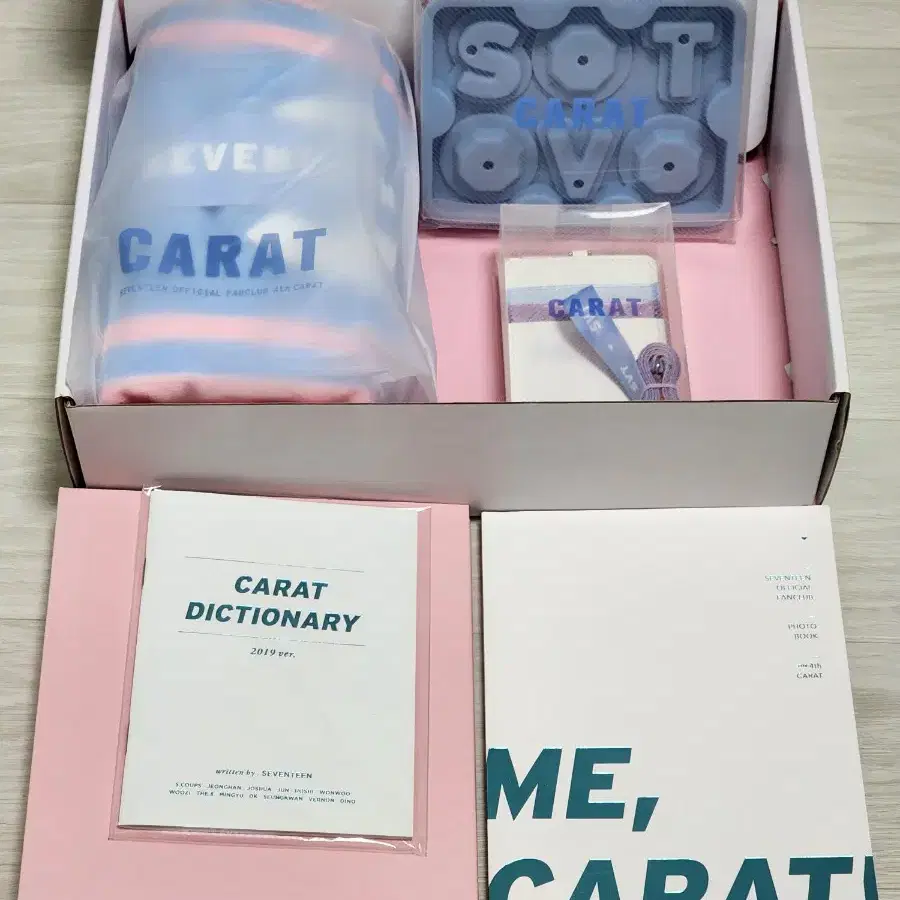 SEVEN
CARAT
SEVENTEEN OFFICIAL FANCLUB 4th CARAT
S O T
CARAT
O V O
CARAT
SVT
CARAT
DICTIONARY
2019 ver.
written by SEVENTEEN
S.COUPS JEONGHAN JOSHUA JUN HOSHI WONWOO
WOOZI THE.8 MINGYU DK SEUNGKWAN VERNON DINO
SEVENTEEN
OFFICIAL
FANCLUB
PHOTO
BOOK
4th
CARAT
ME,
CARAT!